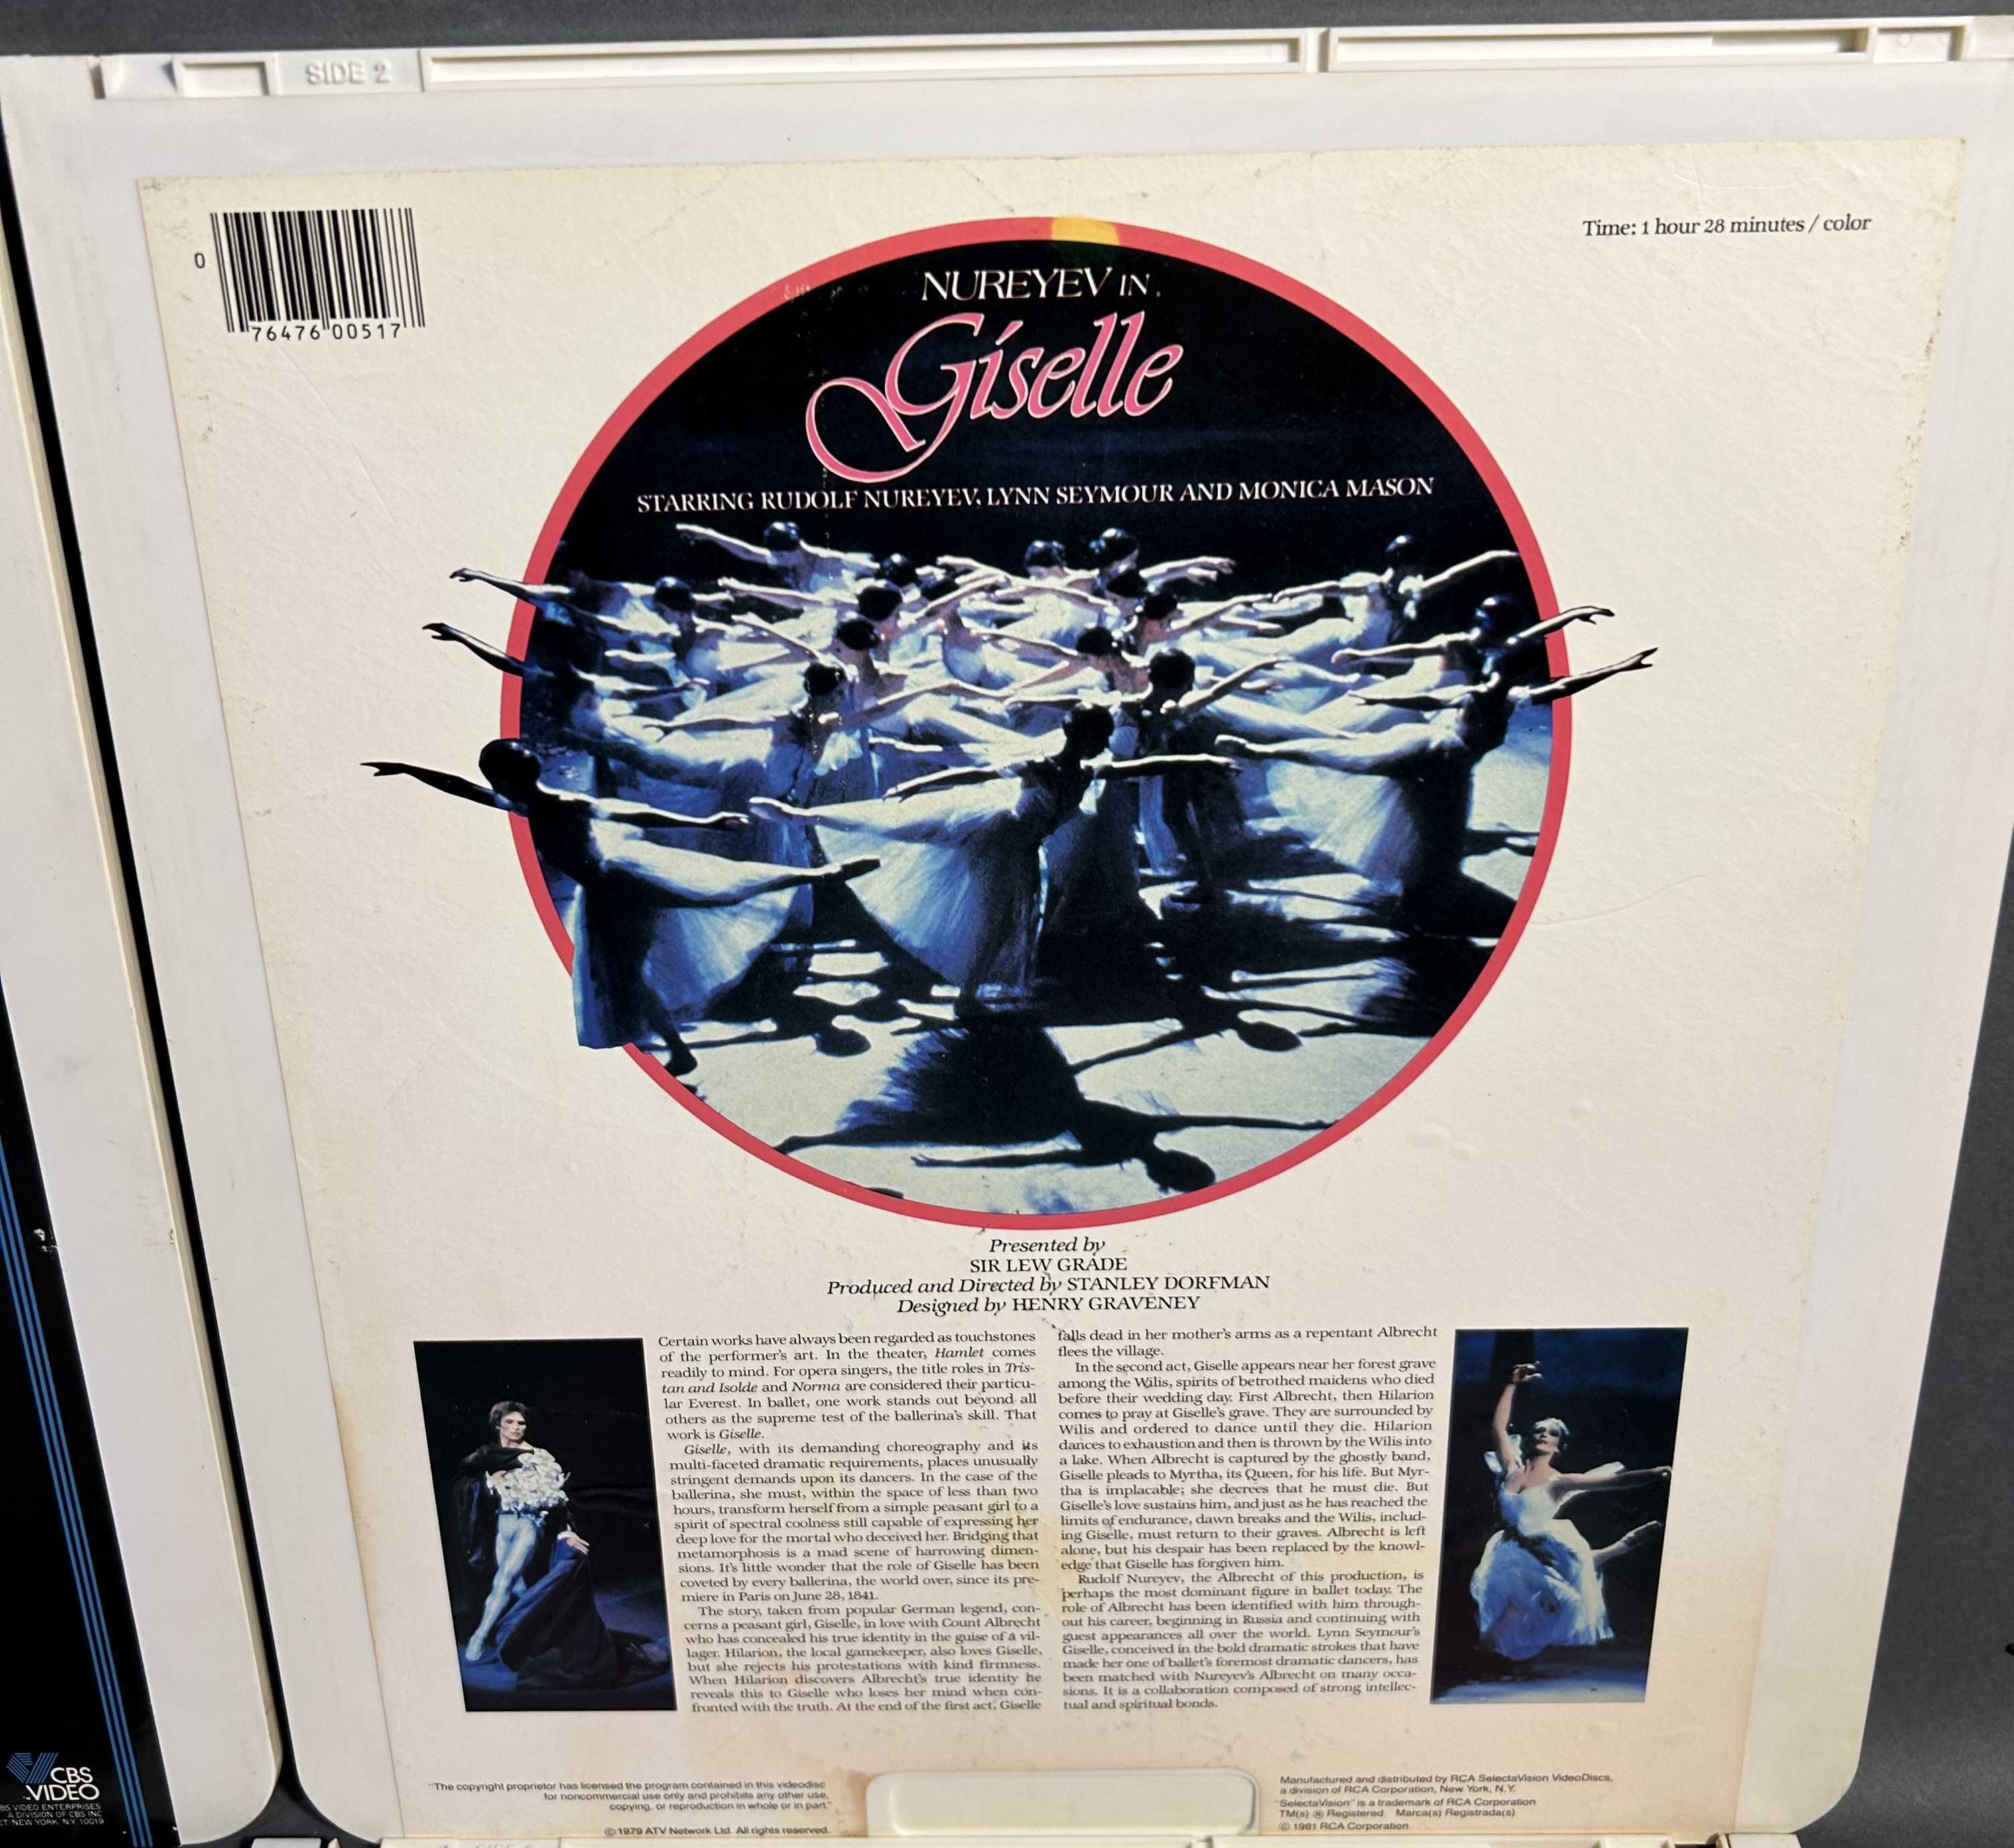 SIDE 2
0
76476 00517
Time: 1 hour 28 minutes / color
NUREYEV IN
Giselle
STARRING RUDOLF NUREYEV, LYNN SEYMOUR AND MONICA MASON
Presented by
SIR LEW GRADE
Produced and Directed by STANLEY DORFMAN
Designed by HENRY GRAVENEY
Certain works have always been regarded as touchstones
of the performer's art. In the theater, Hamlet comes
readily to mind. For opera singers, the title roles in Tris-
tan and Isolde and Norma are considered their particu-
lar Everest. In ballet, one work stands out beyond all
others as the supreme test of the ballerina's skill. That
work is Giselle.
Giselle, with its demanding choreography and its
multi-faceted dramatic requirements, places unusually
stringent demands upon its dancers. In the case of the
ballerina, she must, within the space of less than two
hours, transform herself from a simple peasant girl to a
spirit of spectral coolness still capable of expressing her
deep love for the mortal who deceived her. Bridging that
metamorphosis is a mad scene of harrowing dimen-
sions. It's little wonder that the role of Giselle has been
coveted by every ballerina, the world over, since its pre-
miere in Paris on June 28, 1841.
The story, taken from popular German legend, con-
cerns a peasant girl, Giselle, in love with Count Albrecht
who has concealed his true identity in the guise of a vil-
lager. Hilarion, the local gamekeeper, also loves Giselle,
but she rejects his protestations with kind firmness.
When Hilarion discovers Albrecht's true identity he
reveals this to Giselle who loses her mind when con-
fronted with the truth. At the end of the first act, Giselle
falls dead in her mother's arms as a repentant Albrecht
flees the village.
In the second act, Giselle appears near her forest grave
among the Wilis, spirits of betrothed maidens who died
before their wedding day. First Albrecht, then Hilarion
comes to pray at Giselle's grave. They are surrounded by
Wilis and ordered to dance until they die. Hilarion
dances to exhaustion and then is thrown by the Wilis into
a lake. When Albrecht is captured by the ghostly band,
Giselle pleads to Myrtha, its Queen, for his life. But Myr-
tha is implacable; she decrees that he must die. But
Giselle's love sustains him, and just as he has reached the
limits of endurance, dawn breaks and the Wilis, includ-
ing Giselle, must return to their graves. Albrecht is left
alone, but his despair has been replaced by the knowl-
edge that Giselle has forgiven him.
Rudolf Nureyev, the Albrecht of this production, is
perhaps the most dominant figure in ballet today. The
role of Albrecht has been identified with him through-
out his career, beginning in Russia and continuing with
guest appearances all over the world. Lynn Seymour's
Giselle, conceived in the bold dramatic strokes that have
made her one of ballet's foremost dramatic dancers, has
been matched with Nureyev's Albrecht on many occa-
sions. It is a collaboration composed of strong intellec-
tual and spiritual bonds.
"The copyright proprietor has licensed the program contained in this videodisc
for noncommercial use only and prohibits any other use,
copying, or reproduction in whole or in part."
© 1979 ATV Network Ltd. All rights reserved.
Manufactured and distributed by RCA SelectaVision VideoDiscs,
a division of RCA Corporation, New York, N.Y.
"SelectaVision" is a trademark of RCA Corporation
TM(s) ® Registered Marca(s) Registrada(s)
© 1981 RCA Corporation
CBS
VIDEO
BS VIDEO ENTERPRISES
A DIVISION OF CBS INC
ET, NEW YORK, NY 10019